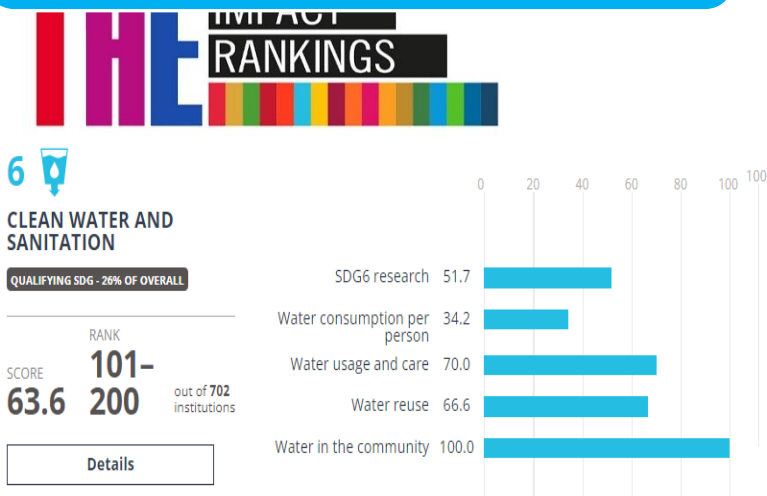 THE
IMPACT
RANKINGS
6
CLEAN WATER AND
SANITATION
QUALIFYING SDG - 26% OF OVERALL
SCORE
63.6
RANK
101–
200
out of 702
institutions
Details
0 20 40 60 80 100 100
SDG6 research 51.7
Water consumption per 34.2
person
Water usage and care 70.0
Water reuse 66.6
Water in the community 100.0